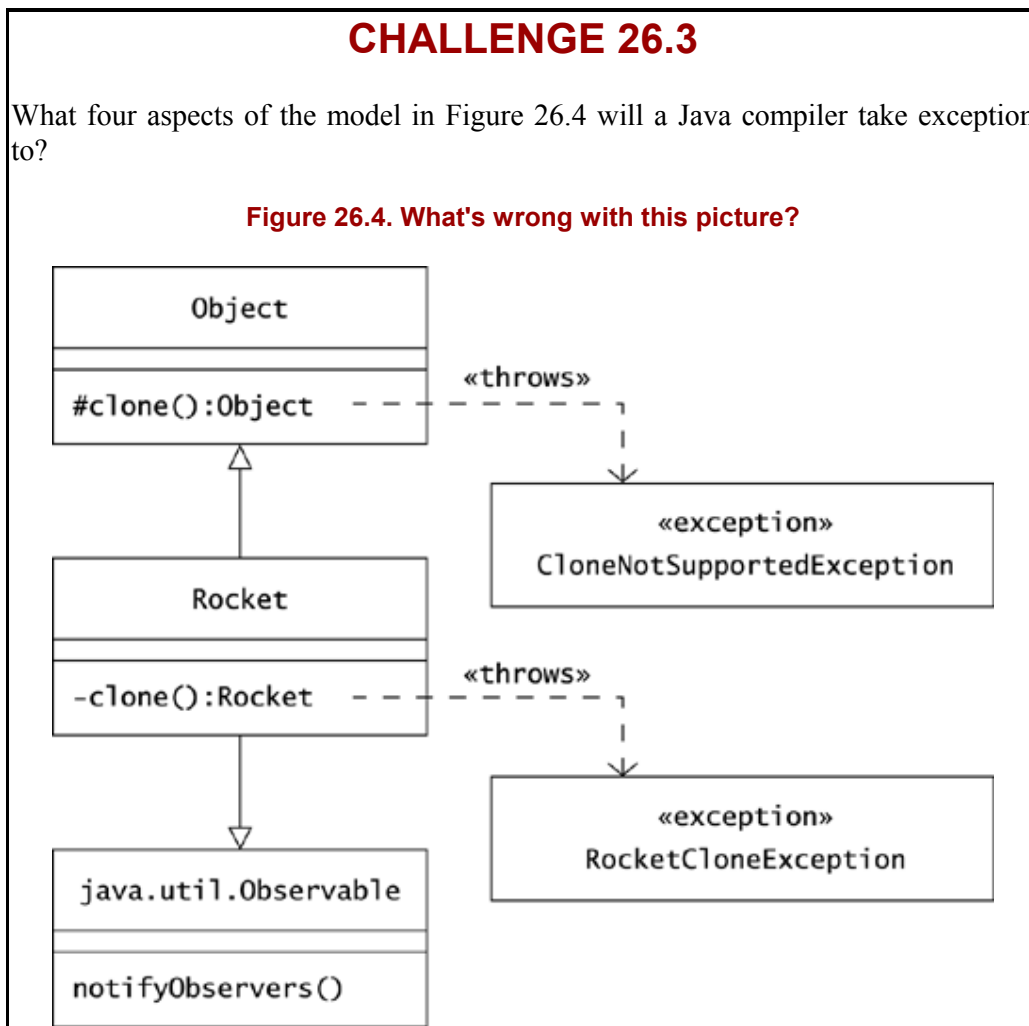 CHALLENGE 26.3
What four aspects of the model in Figure 26.4 will a Java compiler take exception
to?
Figure 26.4. What's wrong with this picture?
Object
«throws»
#clone():Object
«exception»
CloneNotSupportedException
Rocket
«throws»
-clone():Rocket
«exception»
RocketCloneException
java.util.Observable
notifyObservers()